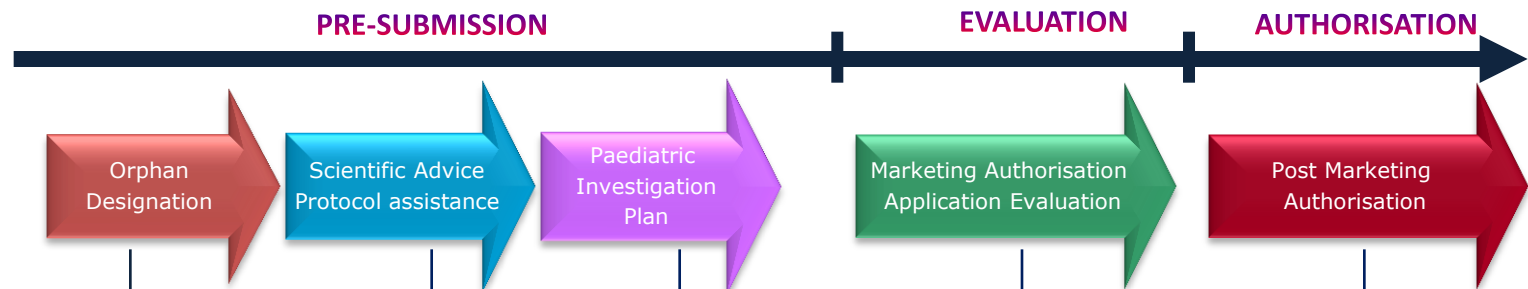 PRE-SUBMISSION
EVALUATION
AUTHORISATION
Orphan
Designation
Scientific Advice
Protocol assistance
Paediatric
Investigation
Plan
Marketing Authorisation
Application Evaluation
Post Marketing
Authorisation